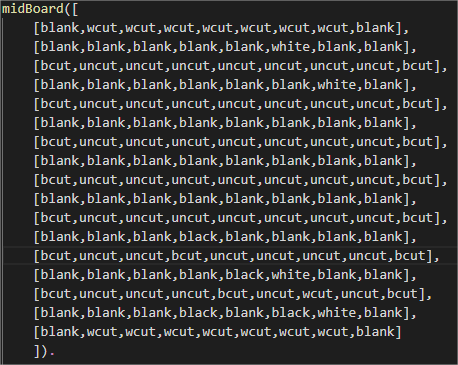 midBoard([
[blank,wcut,wcut,wcut,wcut,wcut,wcut,wcut,blank],
[blank,blank,blank,blank,blank,white,blank,blank],
[bcut,uncut,uncut,uncut,uncut,uncut,uncut,uncut,bcut],
[blank,blank,blank,blank,blank,blank,white,blank],
[bcut,uncut,uncut,uncut,uncut,uncut,uncut,uncut,bcut],
[blank,blank,blank,blank,blank,blank,blank,blank],
[bcut,uncut,uncut,uncut,uncut,uncut,uncut,uncut,bcut],
[blank,blank,blank,blank,blank,blank,blank,blank],
[bcut,uncut,uncut,uncut,uncut,uncut,uncut,uncut,bcut],
[blank,blank,blank,blank,blank,blank,blank,blank],
[bcut,uncut,uncut,uncut,uncut,uncut,uncut,uncut,bcut],
[blank,blank,blank,black,blank,blank,blank,blank],
[bcut,uncut,uncut,bcut,uncut,uncut,uncut,uncut,bcut],
[blank,blank,blank,blank,black,white,blank,blank],
[bcut,uncut,uncut,uncut,bcut,uncut,wcut,uncut,bcut],
[blank,blank,blank,black,blank,black,white,blank],
[blank,wcut,wcut,wcut,wcut,wcut,wcut,wcut,blank]
]).